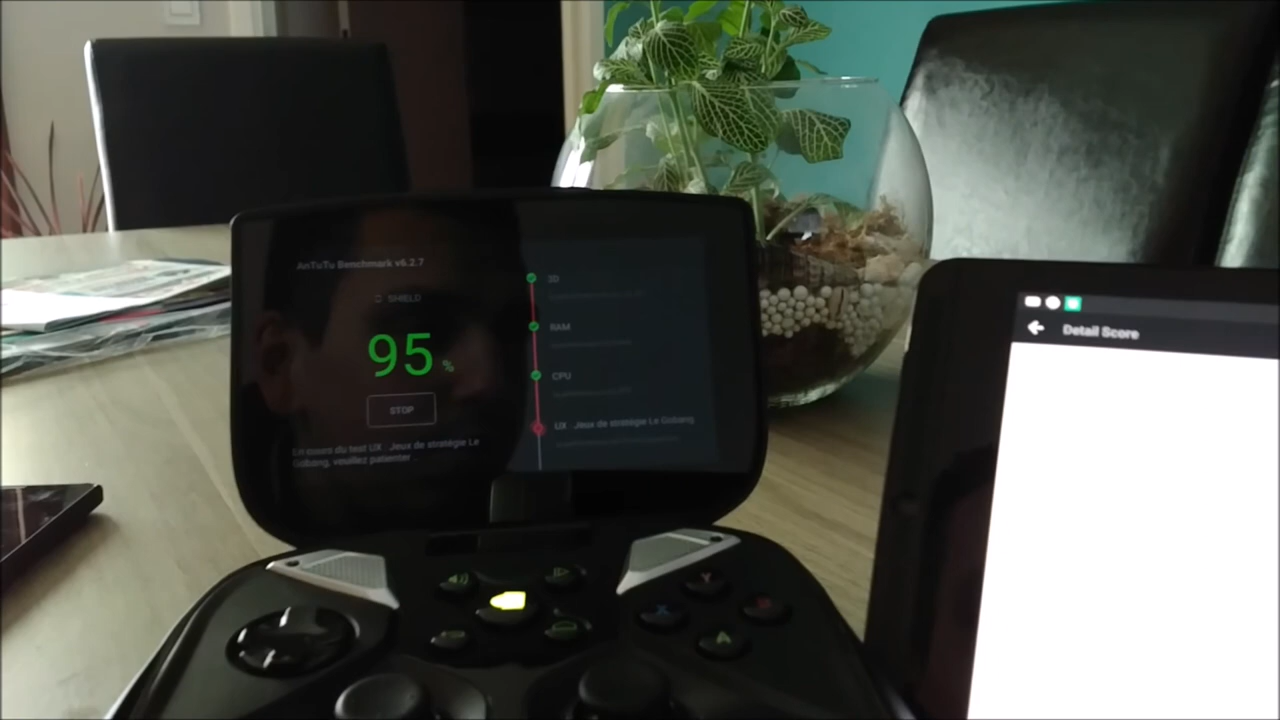 AnTuTu Benchmark v6.2.7
SHIELD
95 %
STOP
En cours du test UX : Jeux de stratégie Le
Gobang, veuillez patienter ...
3D
RAM
CPU
UX : Jeux de stratégie Le Gobang
Detail Score
Y
X
A